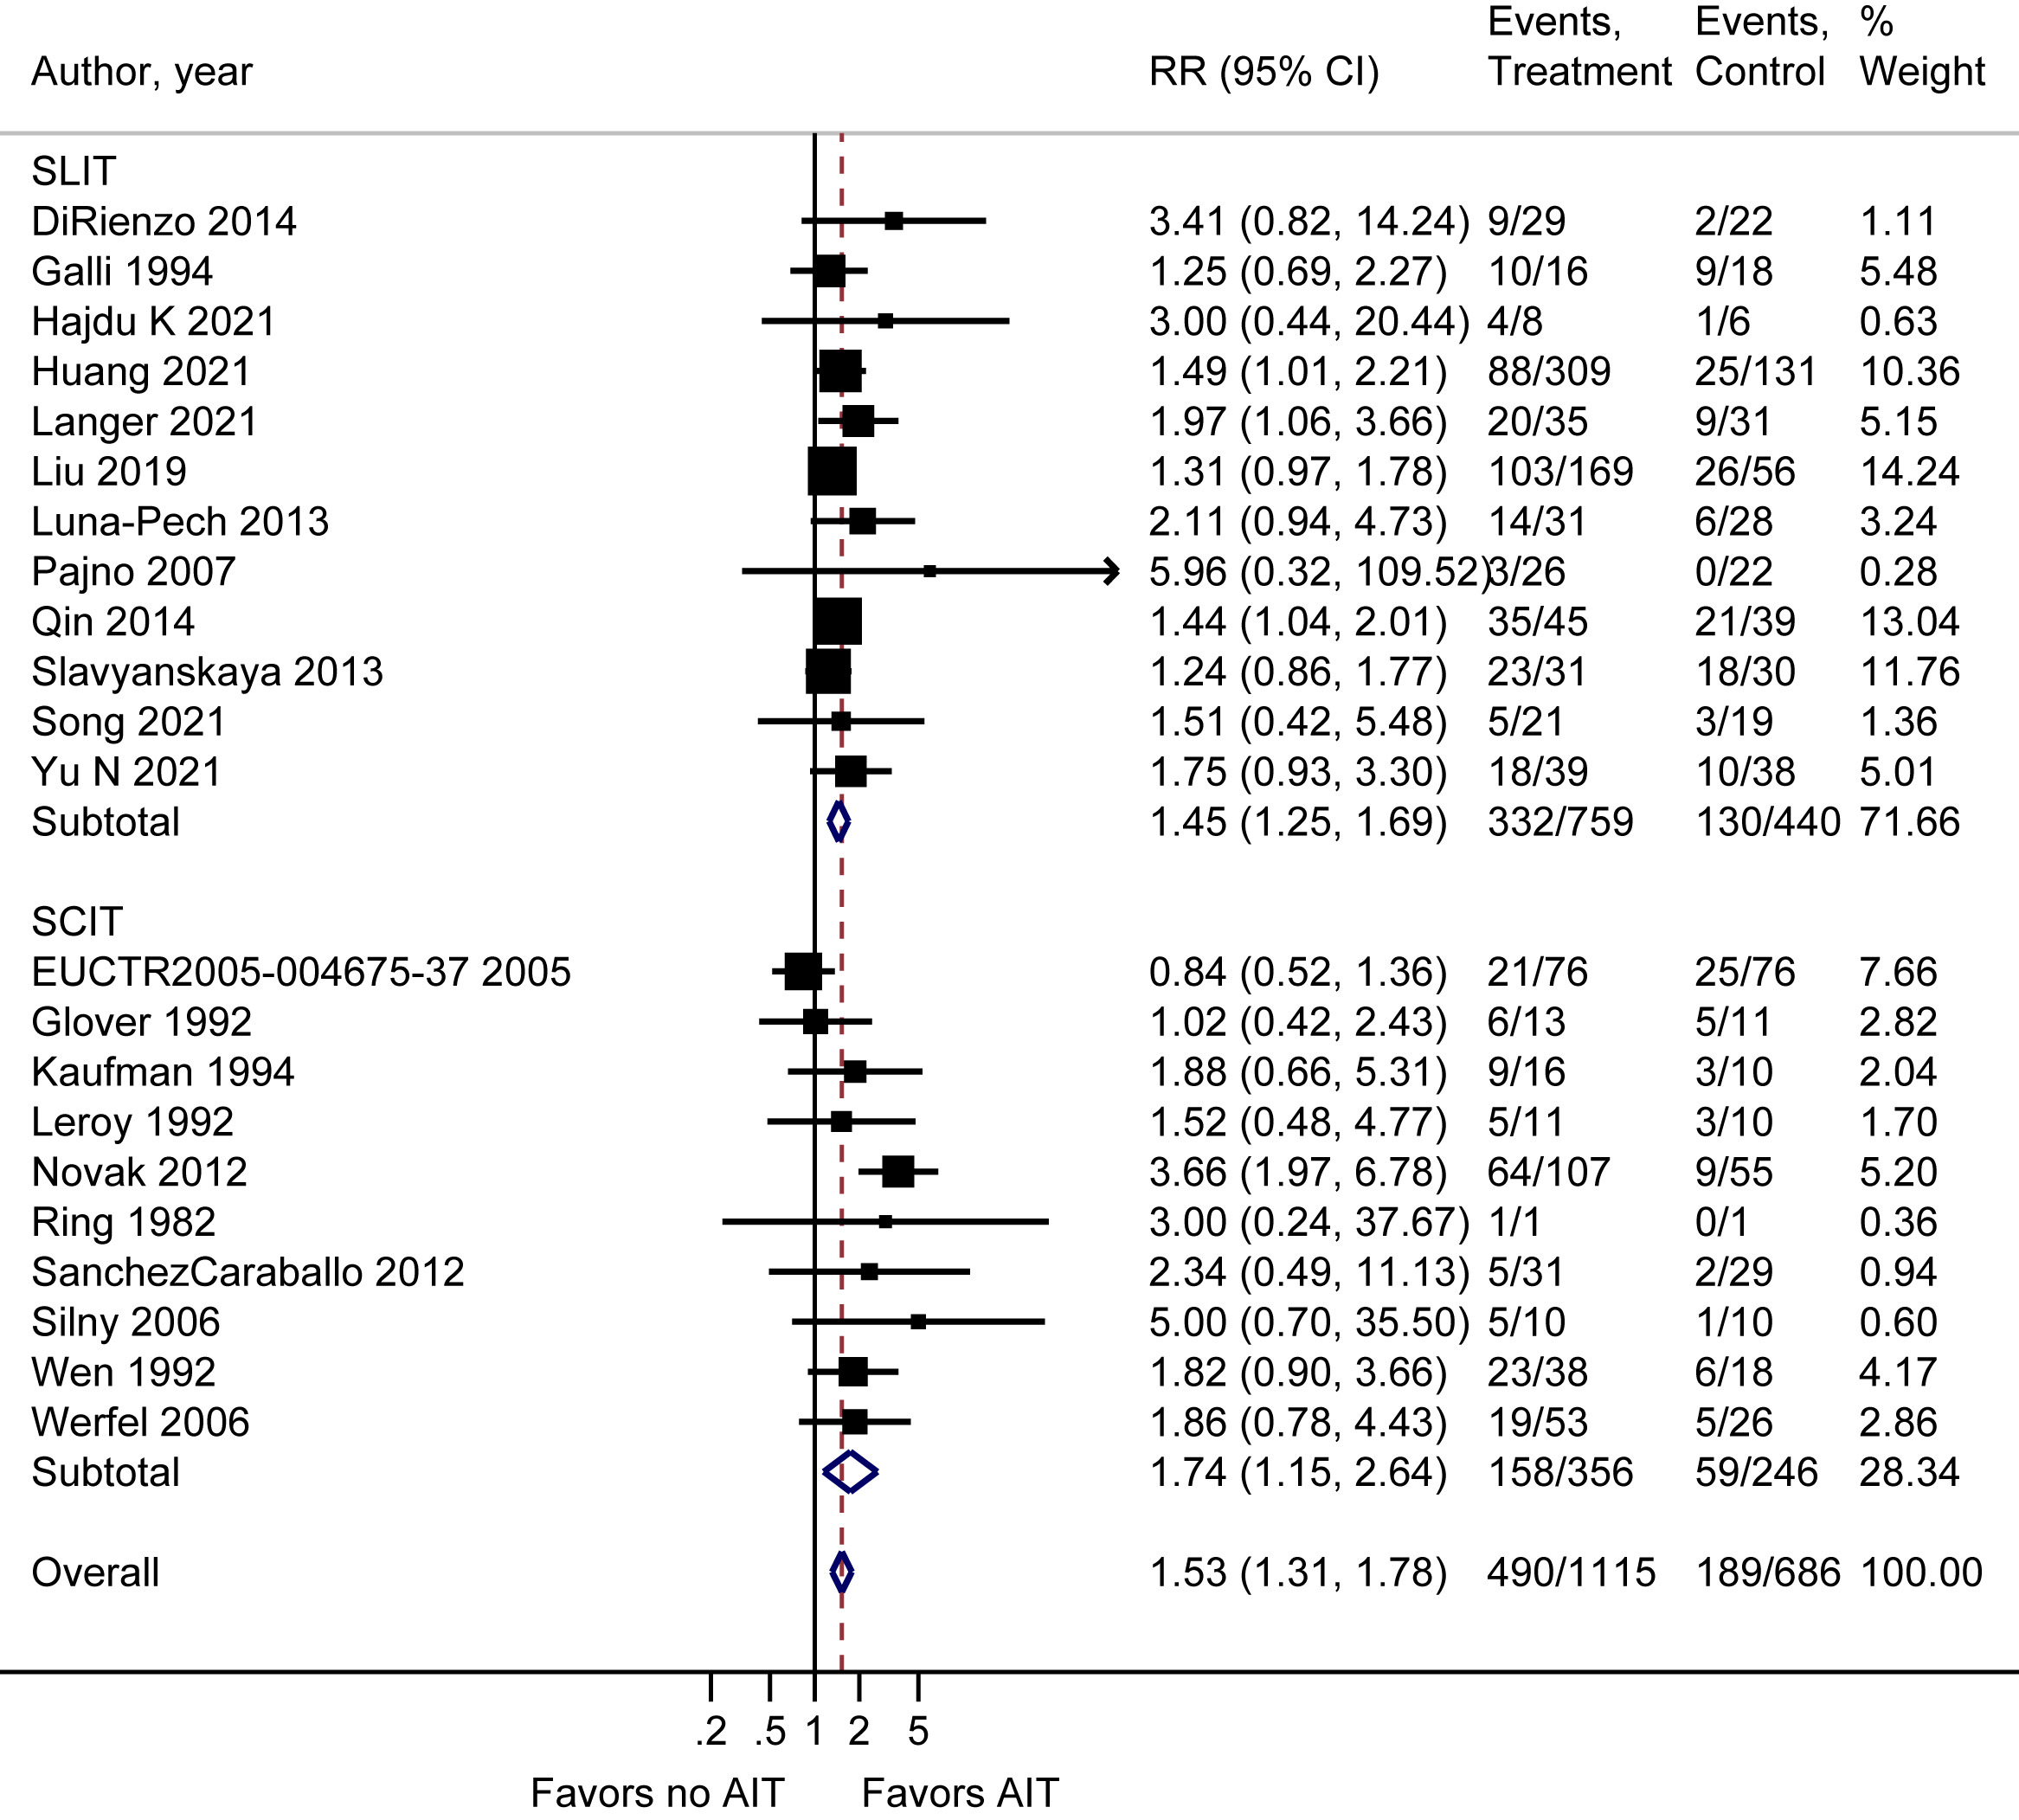 Events, Events, %
Author, year RR (95% CI) Treatment Control Weight
SLIT
DiRienzo 2014 3.41 (0.82, 14.24) 9/29 2/22 1.11
Galli 1994 1.25 (0.69, 2.27) 10/16 9/18 5.48
Hajdu K 2021 3.00 (0.44, 20.44) 4/8 1/6 0.63
Huang 2021 1.49 (1.01, 2.21) 88/309 25/131 10.36
Langer 2021 1.97 (1.06, 3.66) 20/35 9/31 5.15
Liu 2019 1.31 (0.97, 1.78) 103/169 26/56 14.24
Luna-Pech 2013 2.11 (0.94, 4.73) 14/31 6/28 3.24
Pajno 2007 5.96 (0.32, 109.52) 3/26 0/22 0.28
Qin 2014 1.44 (1.04, 2.01) 35/45 21/39 13.04
Slavyanskaya 2013 1.24 (0.86, 1.77) 23/31 18/30 11.76
Song 2021 1.51 (0.42, 5.48) 5/21 3/19 1.36
Yu N 2021 1.75 (0.93, 3.30) 18/39 10/38 5.01
Subtotal 1.45 (1.25, 1.69) 332/759 130/440 71.66
SCIT
EUCTR2005-004675-37 2005 0.84 (0.52, 1.36) 21/76 25/76 7.66
Glover 1992 1.02 (0.42, 2.43) 6/13 5/11 2.82
Kaufman 1994 1.88 (0.66, 5.31) 9/16 3/10 2.04
Leroy 1992 1.52 (0.48, 4.77) 5/11 3/10 1.70
Novak 2012 3.66 (1.97, 6.78) 64/107 9/55 5.20
Ring 1982 3.00 (0.24, 37.67) 1/1 0/1 0.36
SanchezCaraballo 2012 2.34 (0.49, 11.13) 5/31 2/29 0.94
Silny 2006 5.00 (0.70, 35.50) 5/10 1/10 0.60
Wen 1992 1.82 (0.90, 3.66) 23/38 6/18 4.17
Werfel 2006 1.86 (0.78, 4.43) 19/53 5/26 2.86
Subtotal 1.74 (1.15, 2.64) 158/356 59/246 28.34
Overall 1.53 (1.31, 1.78) 490/1115 189/686 100.00
.2 .5 1 2 5
Favors no AIT Favors AIT